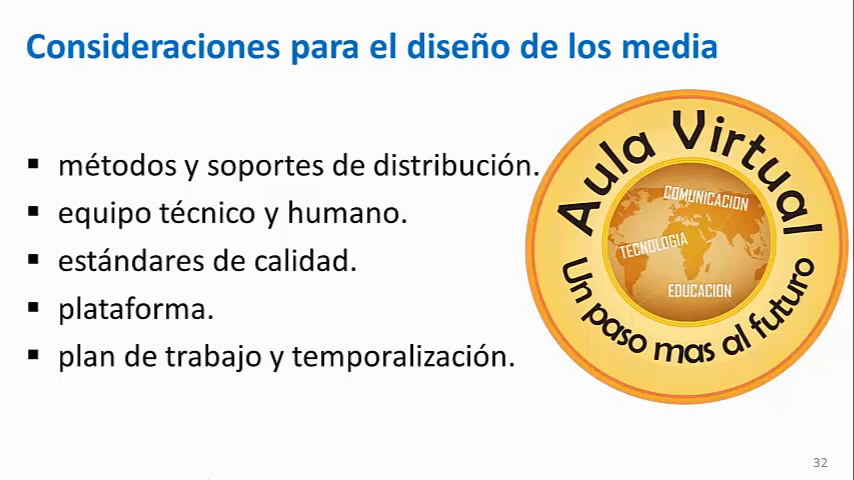 Consideraciones para el diseño de los media
▪ métodos y soportes de distribución.
▪ equipo técnico y humano.
▪ estándares de calidad.
▪ plataforma.
▪ plan de trabajo y temporalización.
Aula Virtual
COMUNICACION
TECNOLOGIA
EDUCACION
Un paso mas al futuro
32